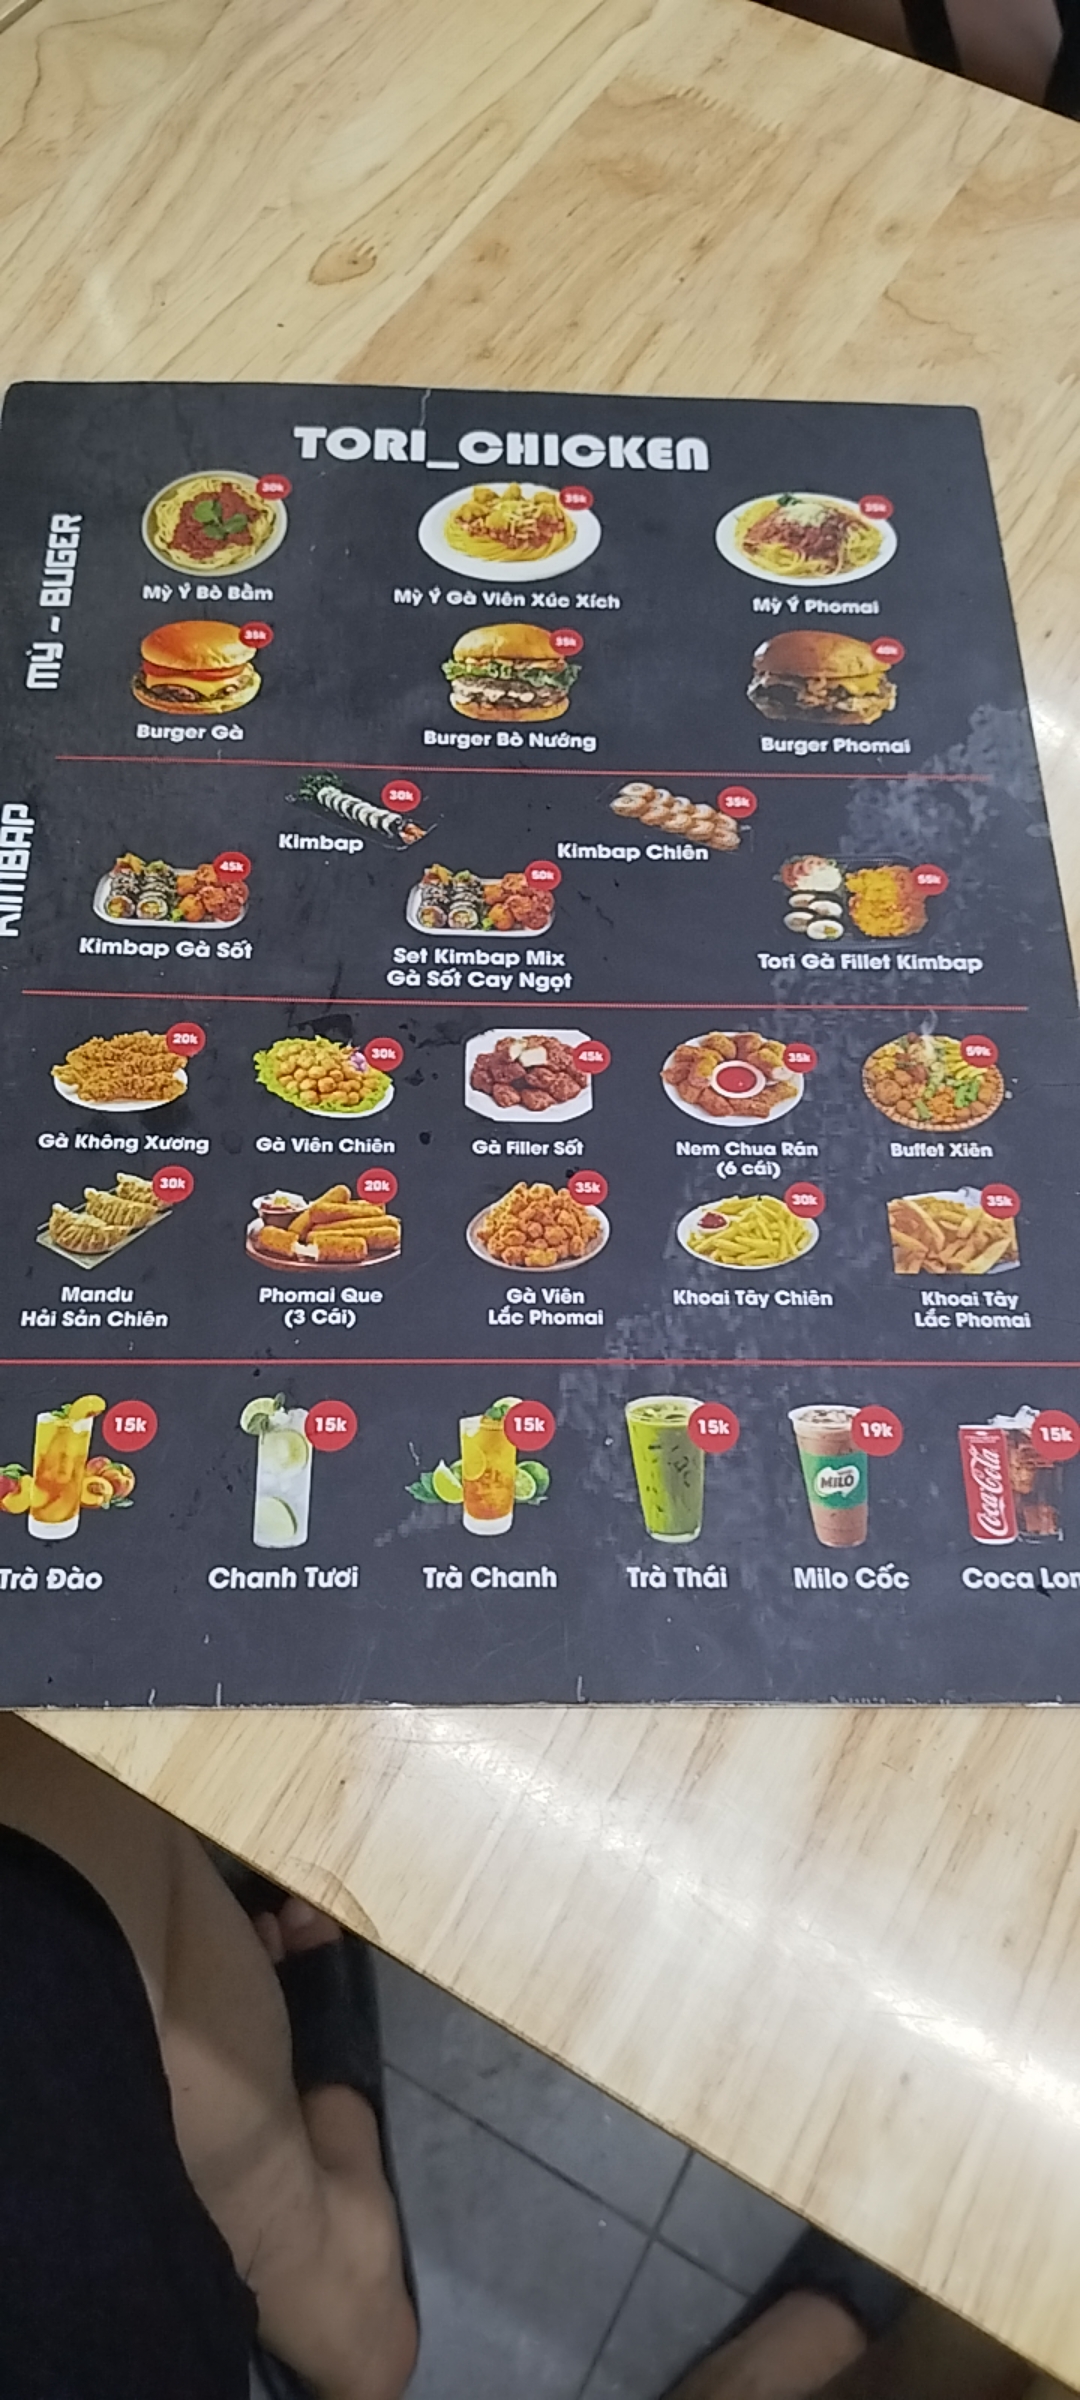 TORI_CHICKEN
MỲ - BUGER
30k
35k
Mỳ Ý Bò Bằm
Mỳ Ý Gà Viên Xúc Xích
Mỳ Ý Phomai
35k
Burger Gà
Burger Bò Nướng
Burger Phomai
KIMBAP
30k
35k
Kimbap
Kimbap Chiên
45k
50k
55k
Kimbap Gà Sốt
Set Kimbap Mix
Gà Sốt Cay Ngọt
Tori Gà Fillet Kimbap
20k
30k
45k
35k
59k
Gà Không Xương
Gà Viên Chiên
Gà Filler Sốt
Nem Chua Rán
(6 cái)
Buffet Xiên
30k
20k
35k
30k
35k
Mandu
Hải Sản Chiên
Phomai Que
(3 Cái)
Gà Viên
Lắc Phomai
Khoai Tây Chiên
Khoai Tây
Lắc Phomai
15k
15k
15k
15k
19k
15k
MILO
Coca-Cola
Trà Đào
Chanh Tươi
Trà Chanh
Trà Thái
Milo Cốc
Coca Lon